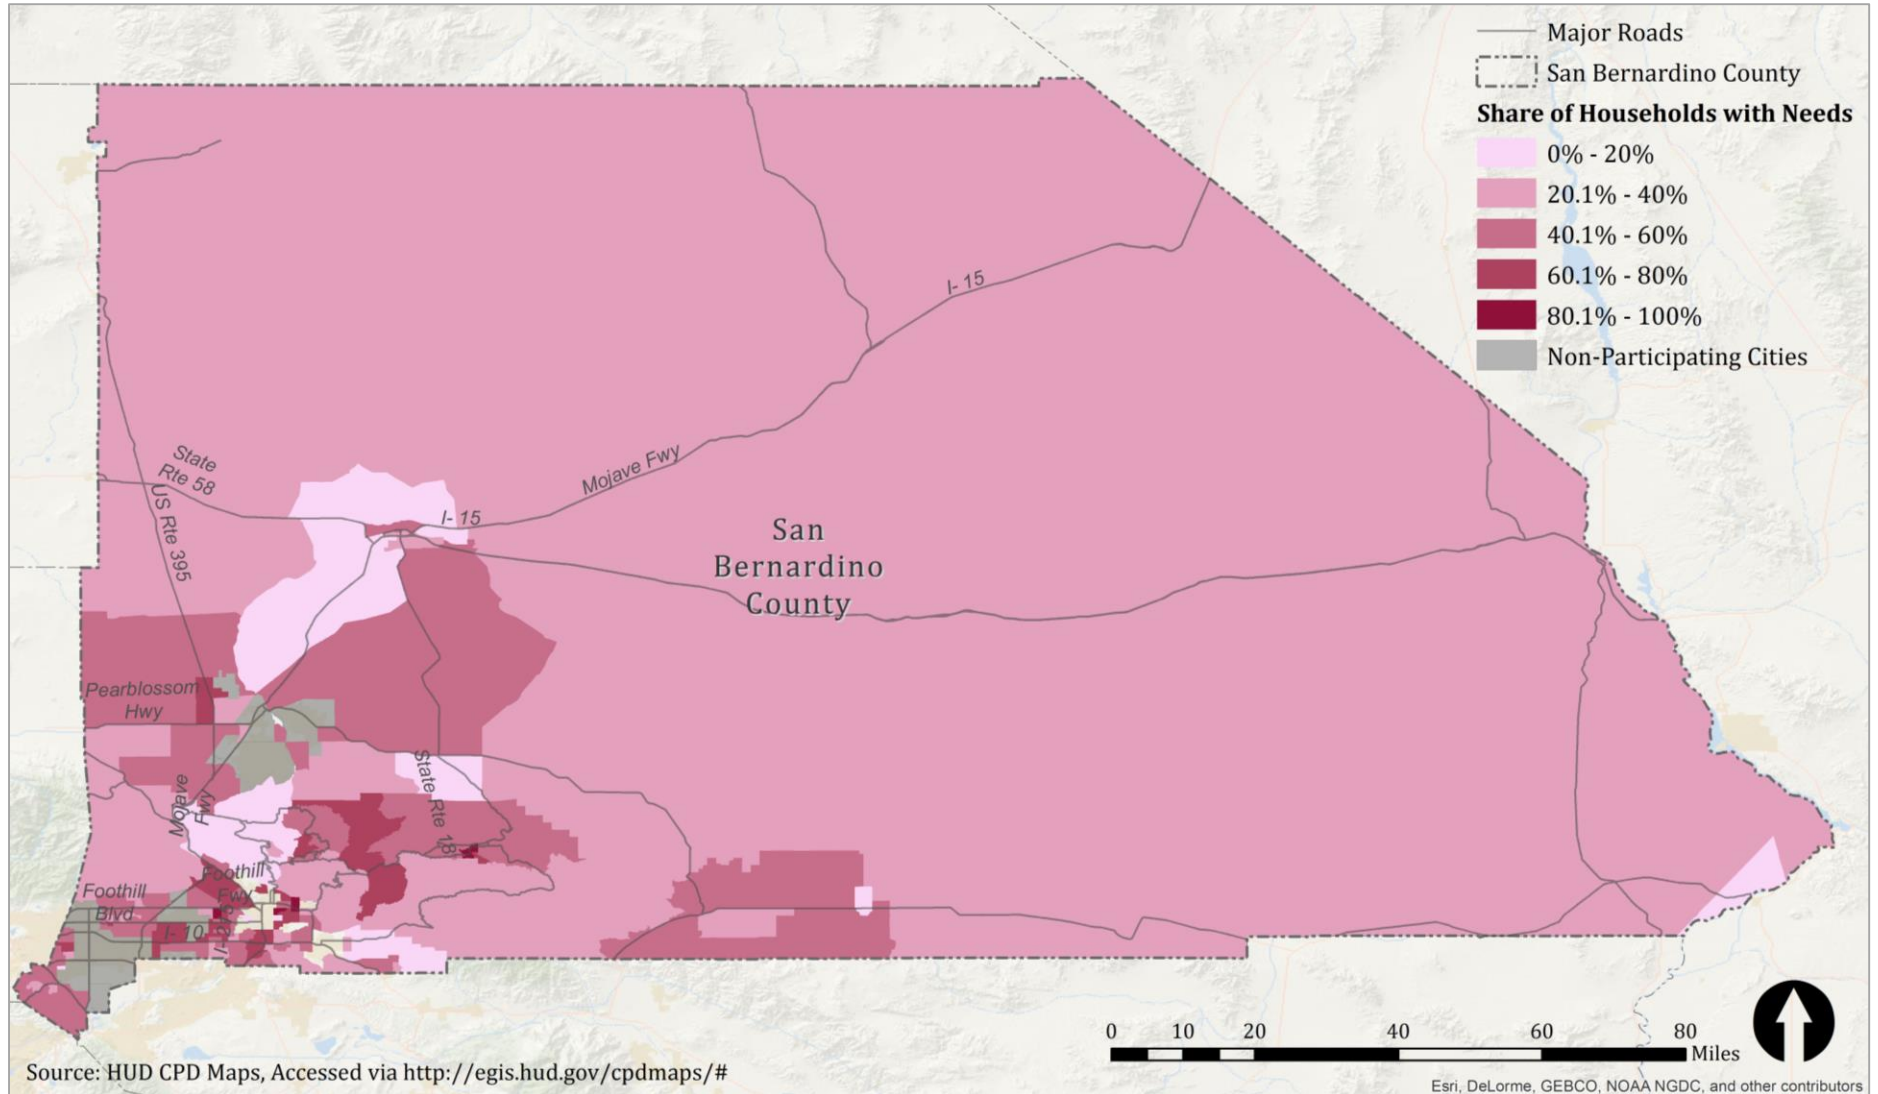 Major Roads
San Bernardino County
Share of Households with Needs
0% - 20%
20.1% - 40%
40.1% - 60%
60.1% - 80%
80.1% - 100%
Non-Participating Cities
I- 15
State
Rte 58
US Rte 395
Mojave Fwy
I- 15
San
Bernardino
County
Pearblossom
Hwy
State Rte 18
Mojave
Fwy
Foothill
Fwy
Foothill
Blvd
I- 10
0 10 20 40 60 80
Miles
Source: HUD CPD Maps, Accessed via http://egis.hud.gov/cpdmaps/#
Esri, DeLorme, GEBCO, NOAA NGDC, and other contributors